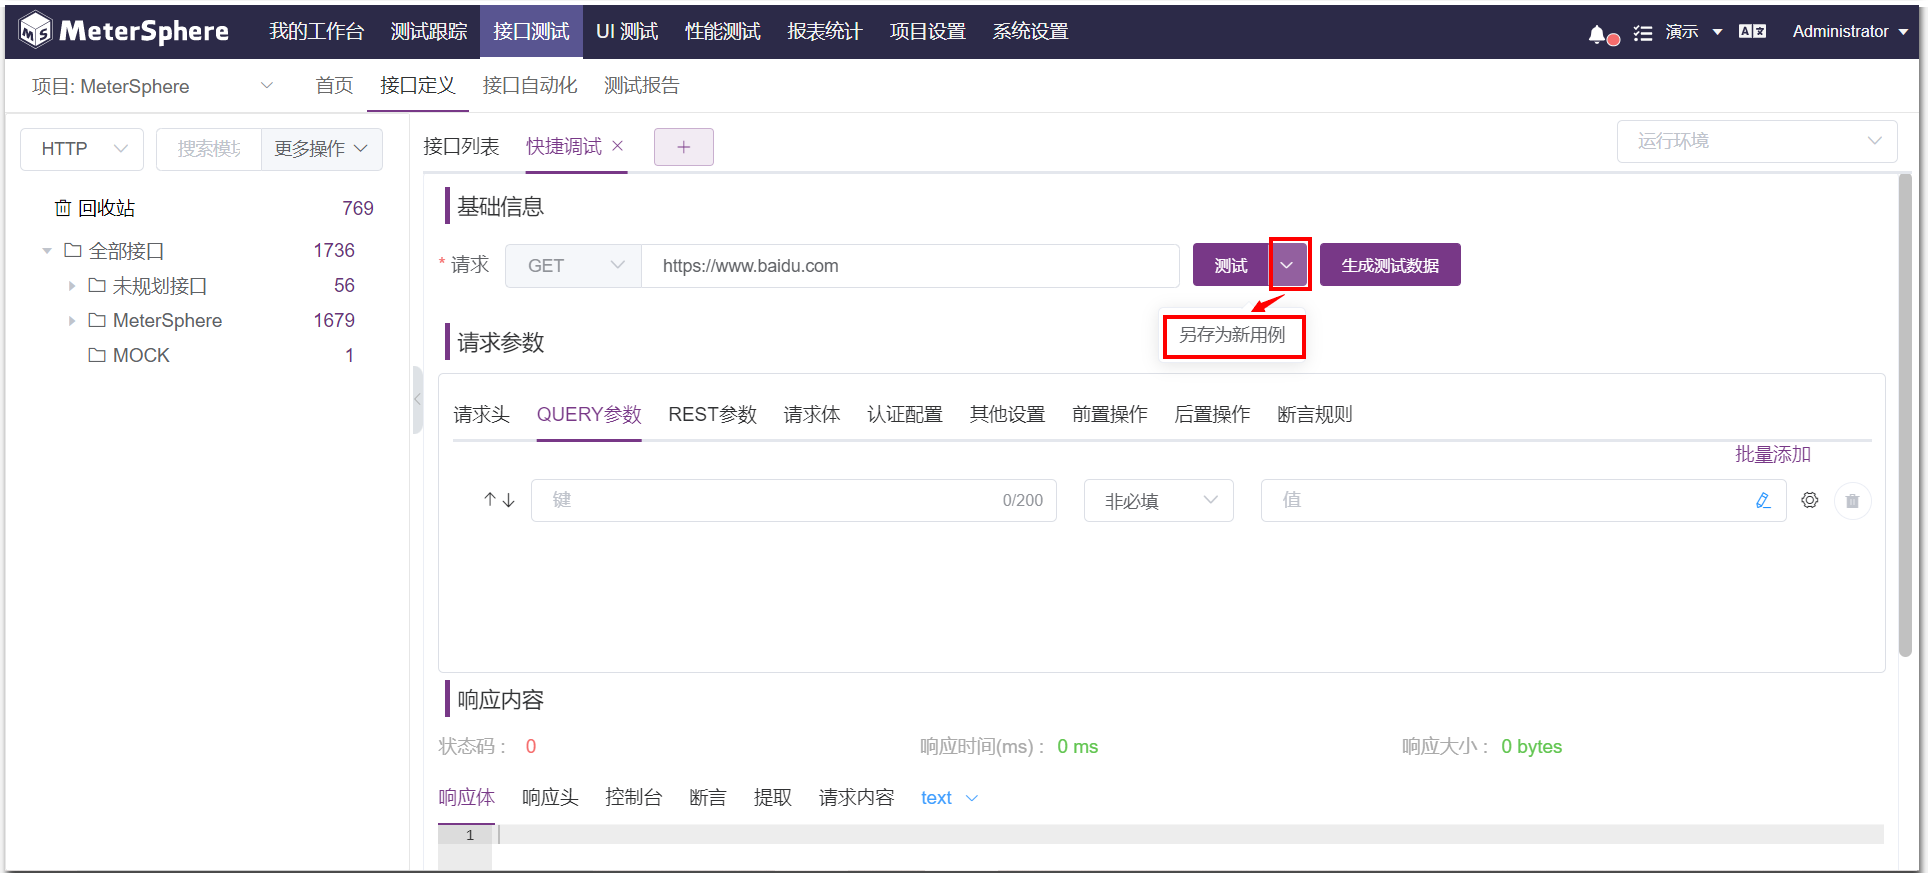 MeterSphere 我的工作台 测试跟踪 接口测试 UI 测试 性能测试 报表统计 项目设置 系统设置 演示 Administrator
项目: MeterSphere 首页 接口定义 接口自动化 测试报告
HTTP 搜索模块 更多操作 接口列表 快捷调试 运行环境
回收站 769
基础信息
全部接口 1736
* 请求 GET https://www.baidu.com 测试 生成测试数据
未规划接口 56
MeterSphere 1679
另存为新用例
请求参数
MOCK 1
请求头 QUERY参数 REST参数 请求体 认证配置 其他设置 前置操作 后置操作 断言规则
批量添加
键 0/200 非必填 值
响应内容
状态码： 0 响应时间(ms)： 0 ms 响应大小： 0 bytes
响应体 响应头 控制台 断言 提取 请求内容 text
1